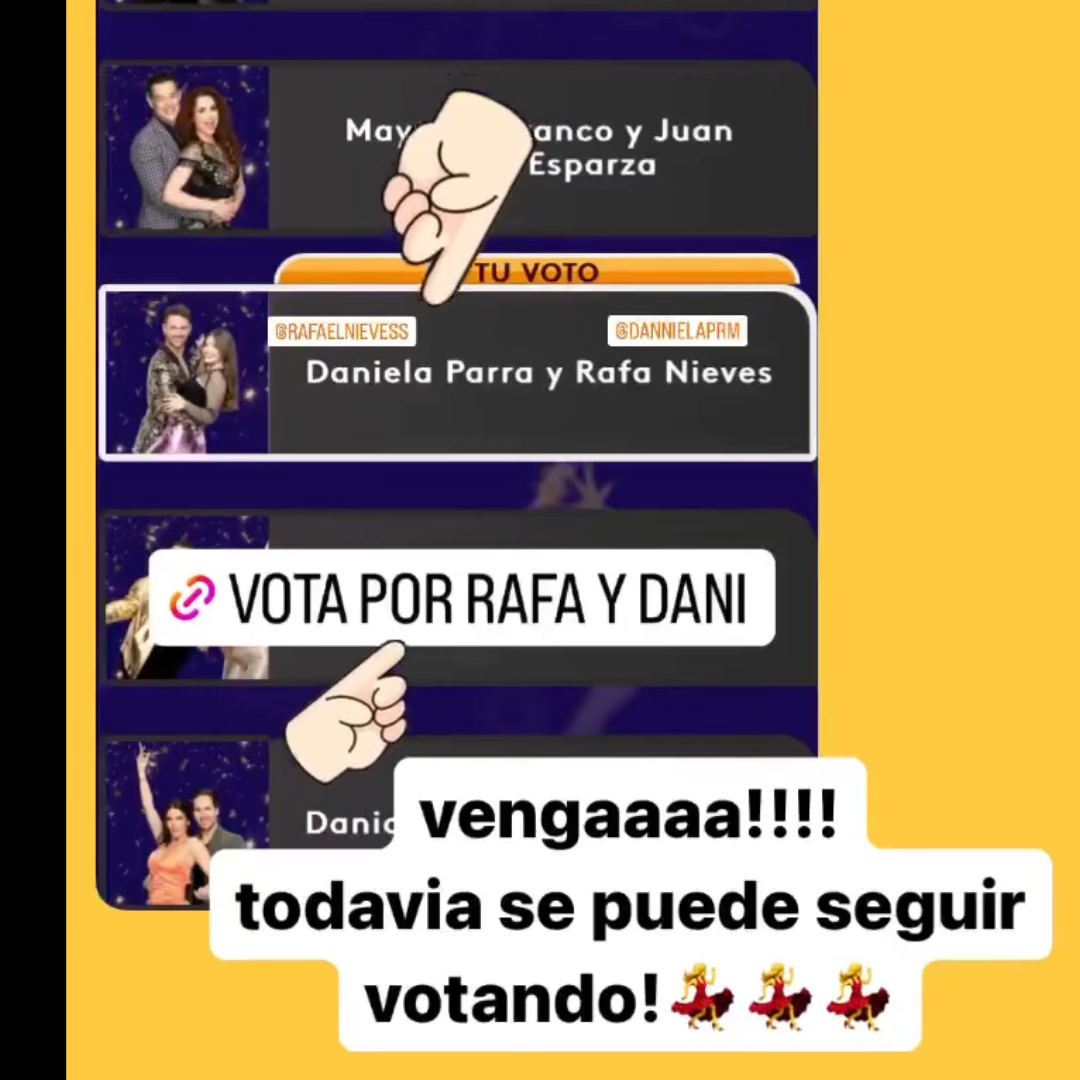 May anco y Juan
Esparza
TU VOTO
@RAFAELNIEVESS @DANNIELAPRM
Daniela Parra y Rafa Nieves
VOTA POR RAFA Y DANI
Danie
vengaaaa!!!!
todavia se puede seguir
votando!💃💃💃